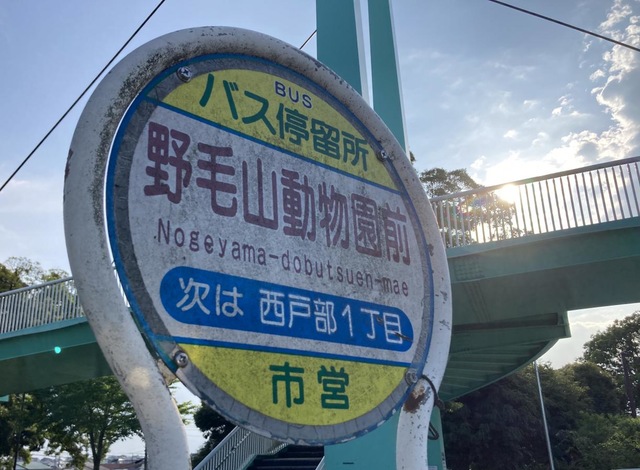 BUS
バス停留所
野毛山動物園前
Nogeyama-dobutsuen-mae
次は 西戸部1丁目
市営